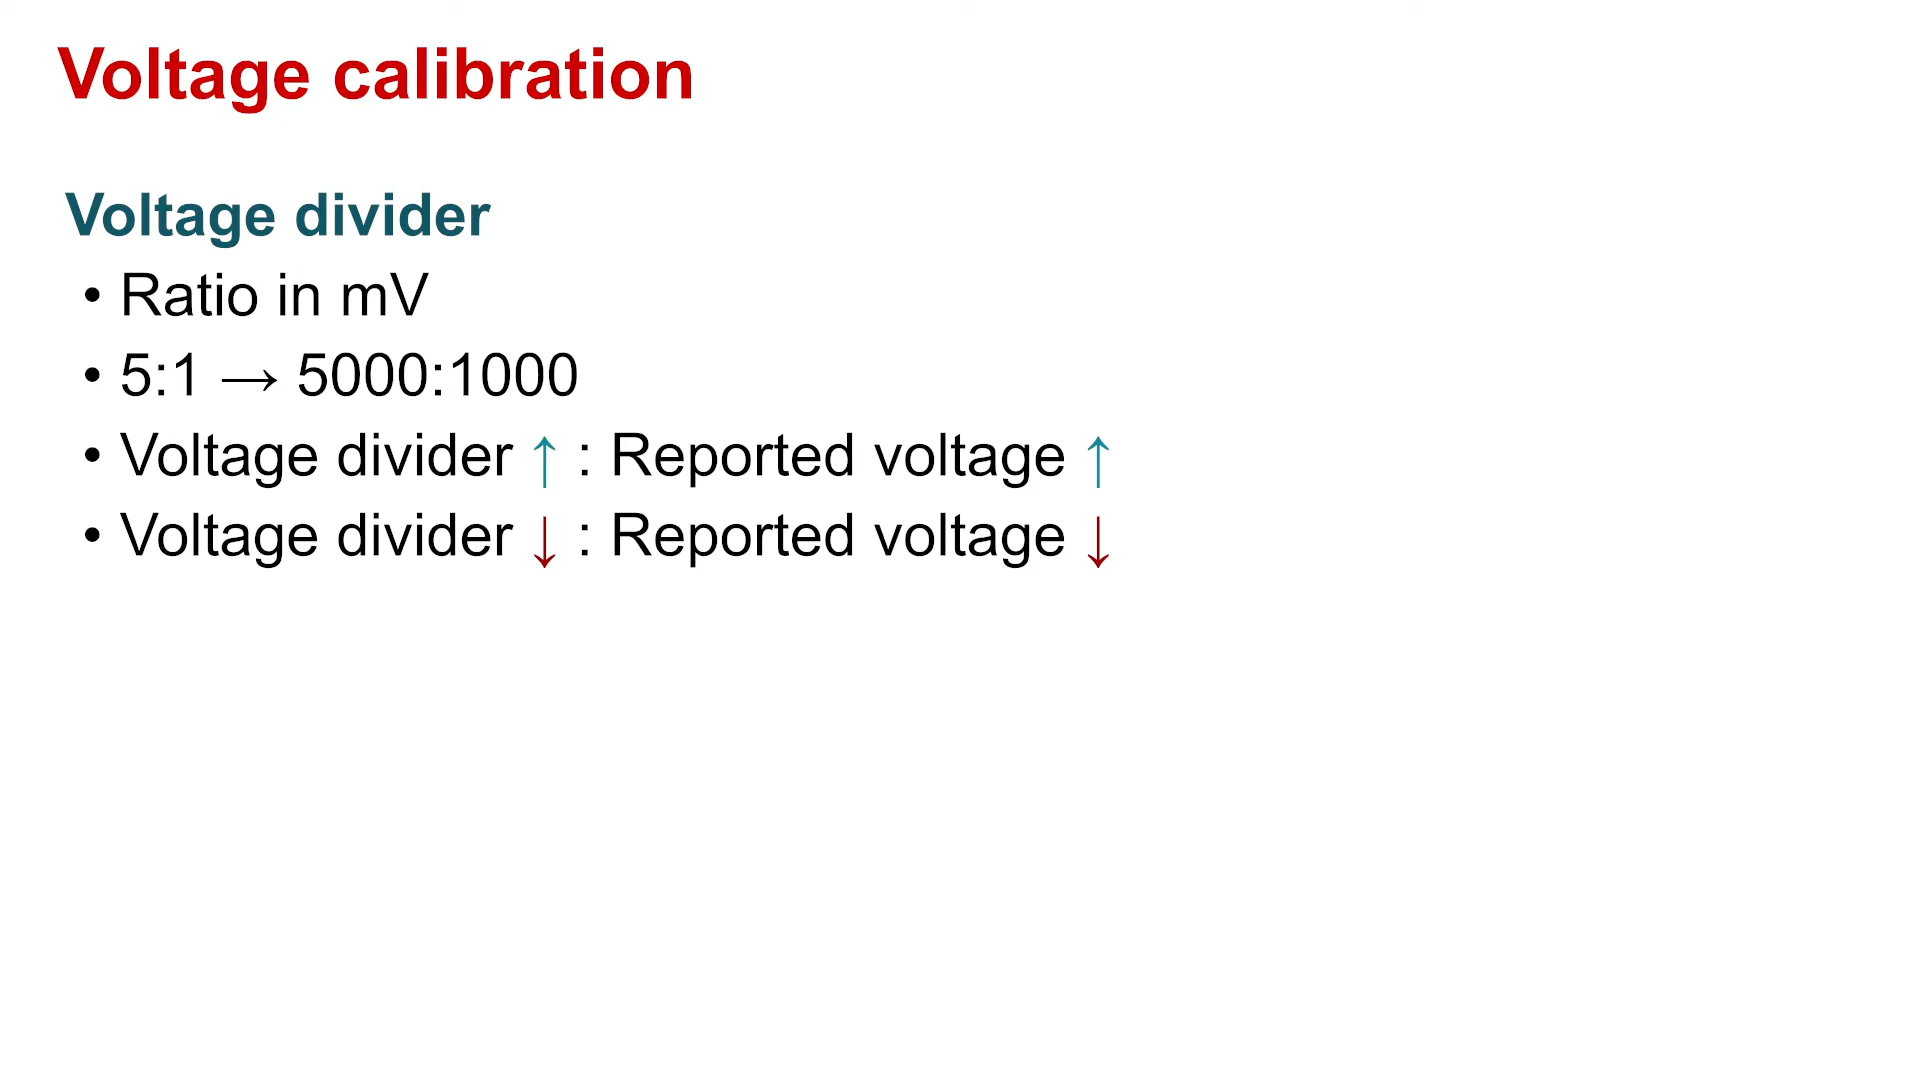 Voltage calibration
Voltage divider
• Ratio in mV
• 5:1 → 5000:1000
• Voltage divider ↑ : Reported voltage ↑
• Voltage divider ↓ : Reported voltage ↓